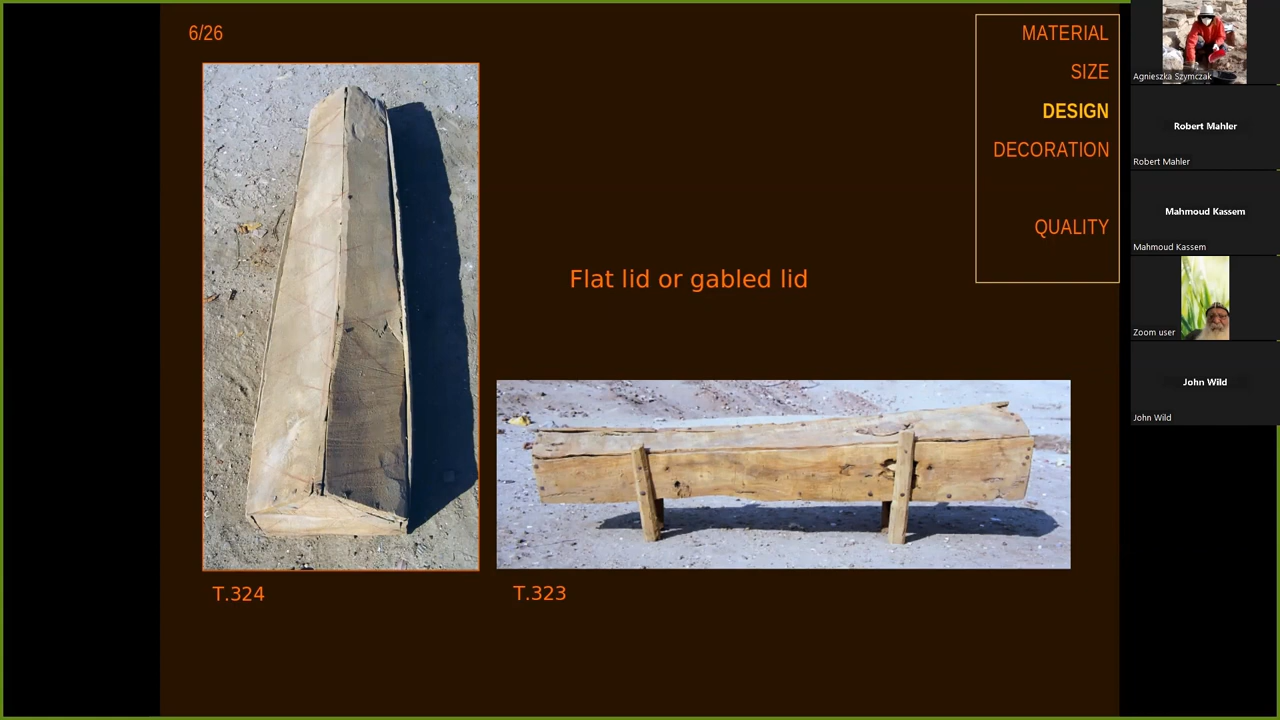 6/26
MATERIAL
SIZE
DESIGN
DECORATION
QUALITY
Flat lid or gabled lid
T.324
T.323
Agnieszka Szymczak
Robert Mahler
Robert Mahler
Mahmoud Kassem
Mahmoud Kassem
Zoom user
John Wild
John Wild